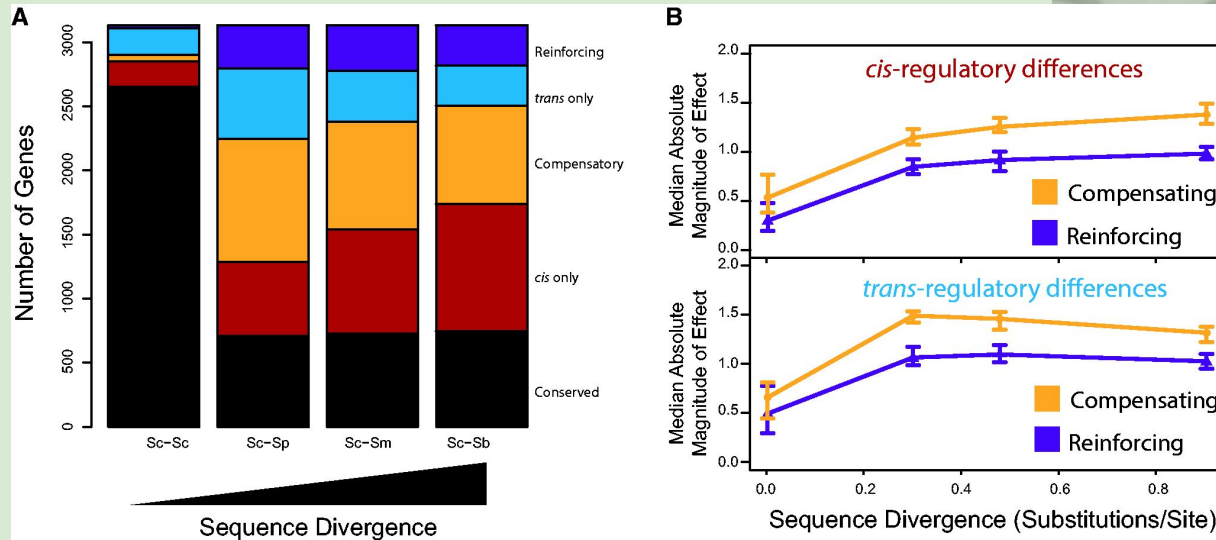 A
Number of Genes
3000
2500
2000
1500
1000
500
0
Reinforcing
trans only
Compensatory
cis only
Conserved
Sc-Sc
Sc-Sp
Sc-Sm
Sc-Sb
Sequence Divergence
B
Median Absolute
Magnitude of Effect
2.0
1.5
1.0
0.5
0.0
cis-regulatory differences
Compensating
Reinforcing
Median Absolute
Magnitude of Effect
2.0
1.5
1.0
0.5
0.0
trans-regulatory differences
Compensating
Reinforcing
0.0
0.2
0.4
0.6
0.8
Sequence Divergence (Substitutions/Site)